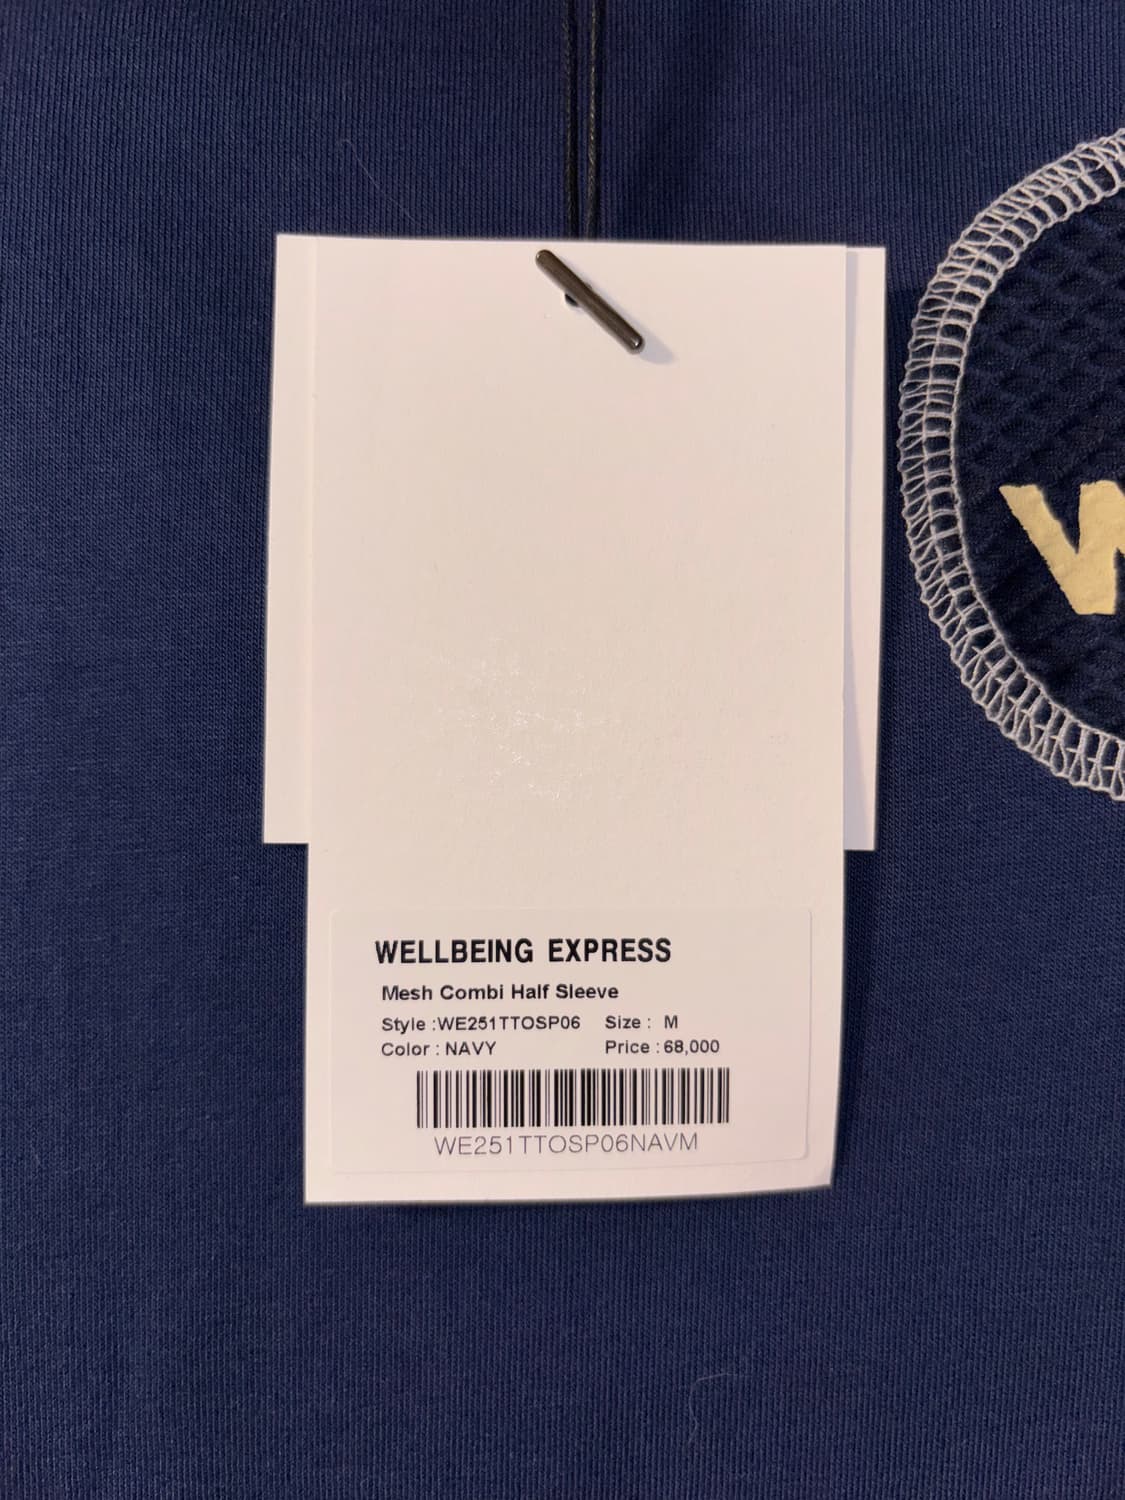 WELLBEING EXPRESS
Mesh Combi Half Sleeve
Style :WE251TTOSP06 Size : M
Color : NAVY Price : 68,000
WE251TTOSP06NAVM